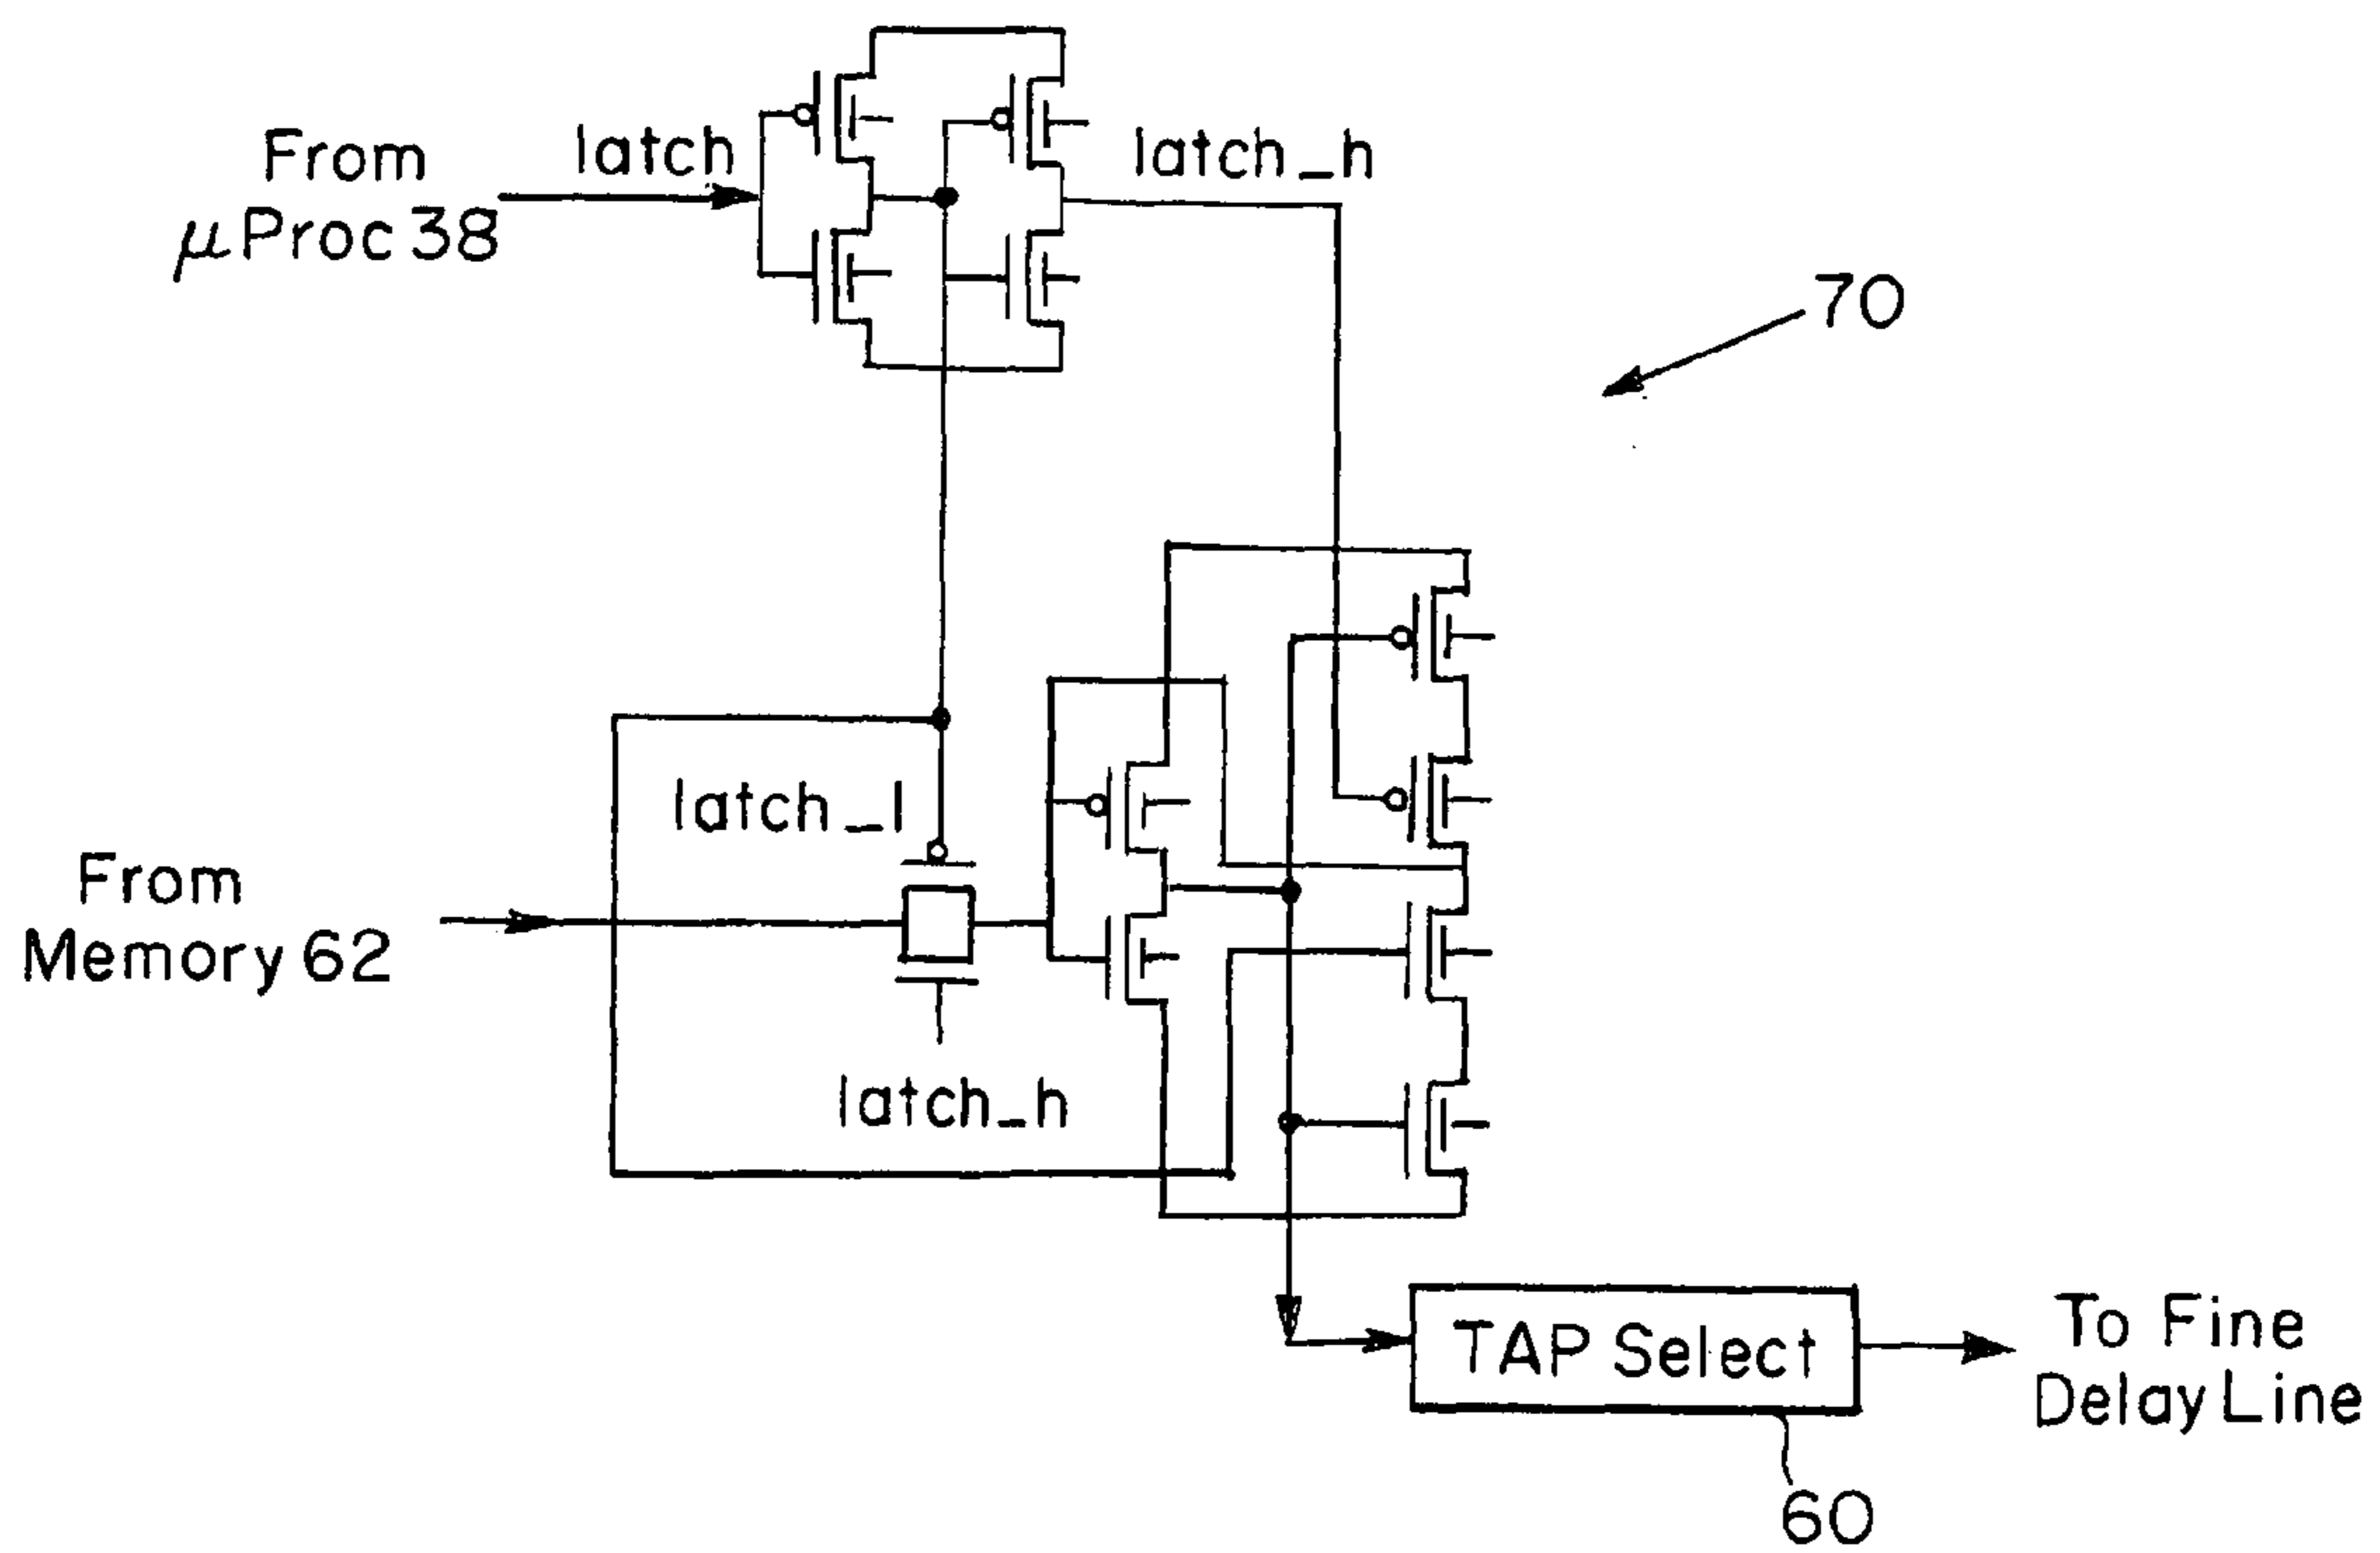 From
μProc 38
latch
latch_h
70
latch_l
From
Memory 62
latch_h
TAP Select
To Fine
Delay Line
60